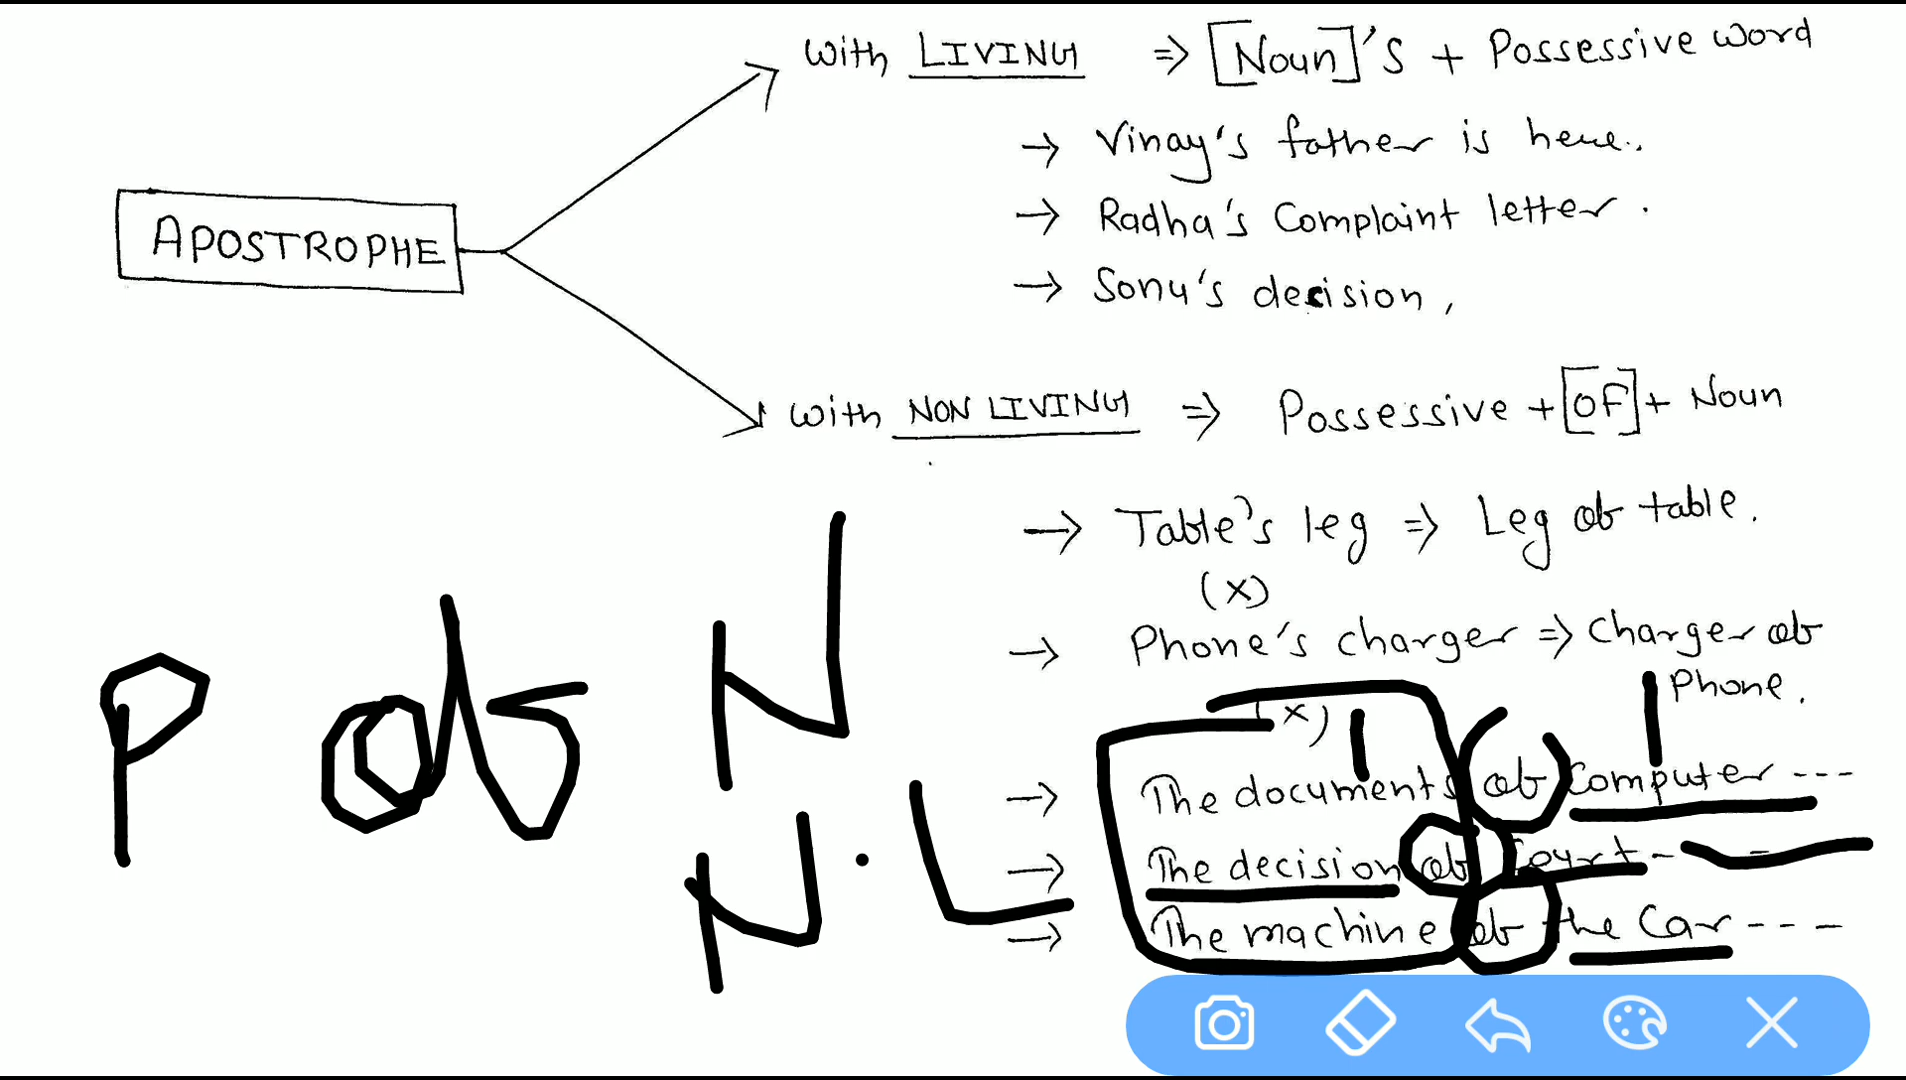 With LIVING => [Noun]'s + Possessive word
→ Vinay's father is here.
→ Radha's Complaint letter.
APOSTROPHE
→ Sonu's decision,
With NON LIVING => Possessive + [OF] + Noun
→ Table's leg => Leg of table.
(x)
→ Phone's charger => Charger of
Phone.
(x)
P of N
N.L
→ The documents of Computer ---
→ The decision of Court - -
→ The machine of the Car ----